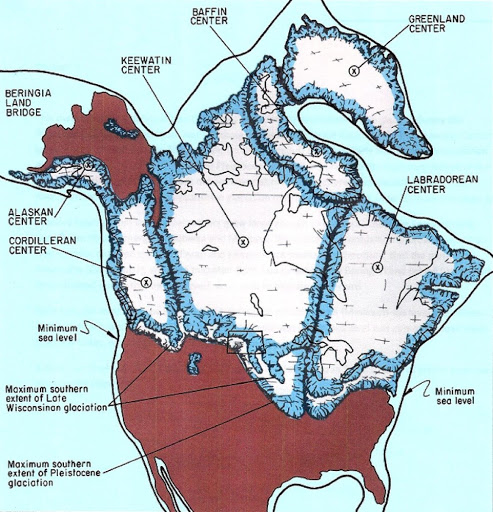 BAFFIN
CENTER
GREENLAND
CENTER
KEEWATIN
CENTER
BERINGIA
LAND
BRIDGE
LABRADOREAN
CENTER
ALASKAN
CENTER
CORDILLERAN
CENTER
Minimum
sea level
Maximum southern
extent of Late
Wisconsinan glaciation
Minimum
sea level
Maximum southern
extent of Pleistocene
glaciation
X
X
X
X
X
X